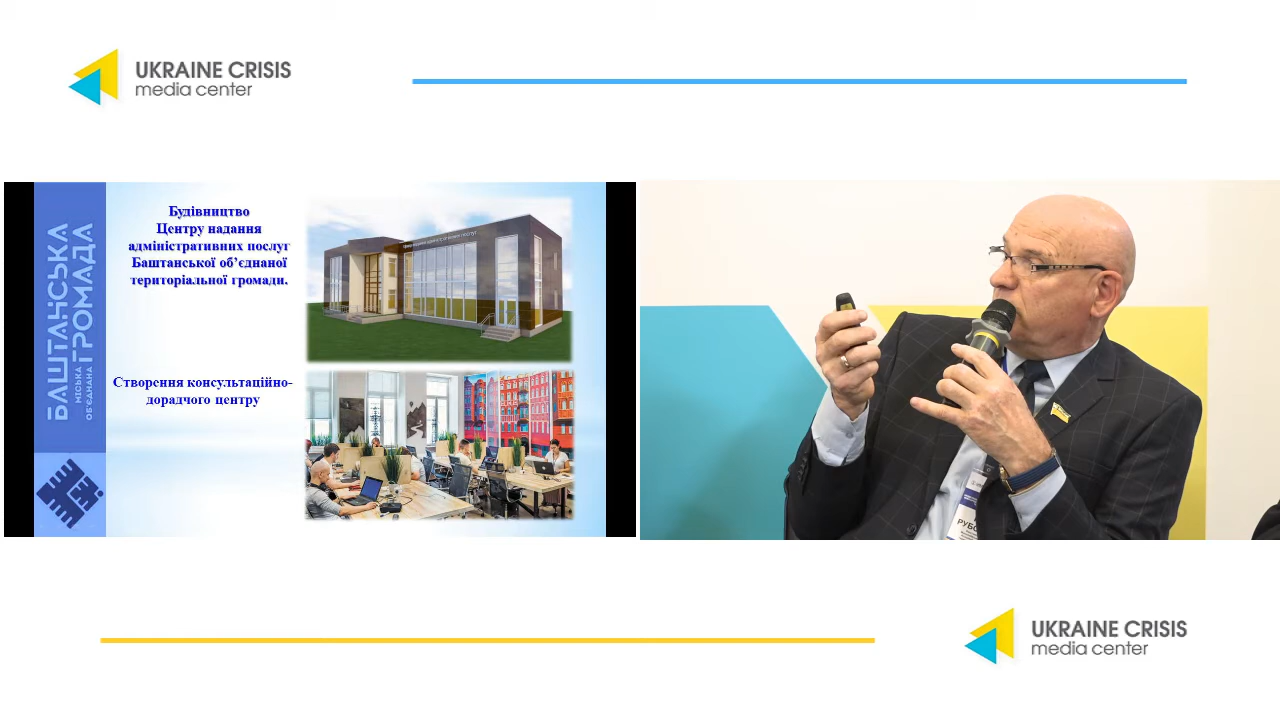 UKRAINE CRISIS
media center
БАШТАНСЬКА
МІСЬКА
ОБ'ЄДНАНА
ГРОМАДА
Будівництво
Центру надання
адміністративних послуг
Баштанської об’єднаної
територіальної громади.
Створення консультаційно-
дорадчого центру
UKRAINE CRISIS
media center